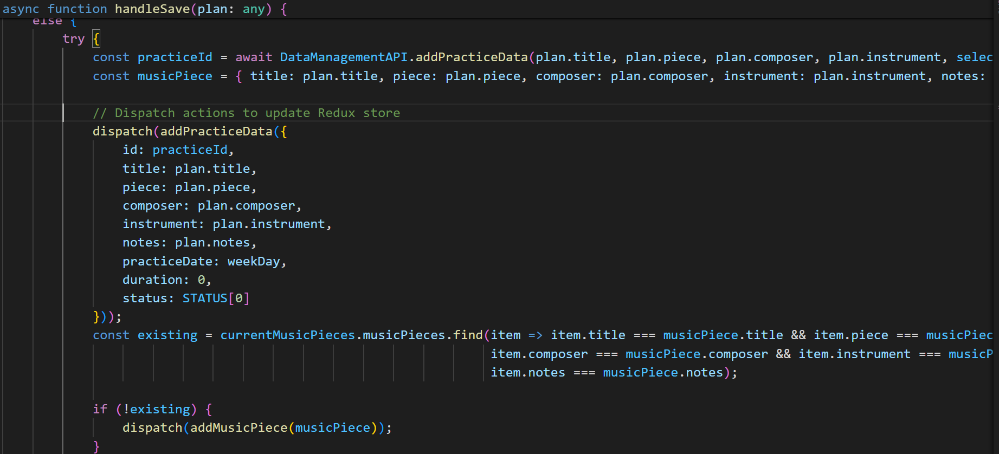 async function handleSave(plan: any) {
else {
try {
const practiceId = await DataManagementAPI.addPracticeData(plan.title, plan.piece, plan.composer, plan.instrument, selec
const musicPiece = { title: plan.title, piece: plan.piece, composer: plan.composer, instrument: plan.instrument, notes:
// Dispatch actions to update Redux store
dispatch(addPracticeData({
id: practiceId,
title: plan.title,
piece: plan.piece,
composer: plan.composer,
instrument: plan.instrument,
notes: plan.notes,
practiceDate: weekDay,
duration: 0,
status: STATUS[0]
}));
const existing = currentMusicPieces.musicPieces.find(item => item.title === musicPiece.title && item.piece === musicPiec
item.composer === musicPiece.composer && item.instrument === musicP
item.notes === musicPiece.notes);
if (!existing) {
dispatch(addMusicPiece(musicPiece));
}